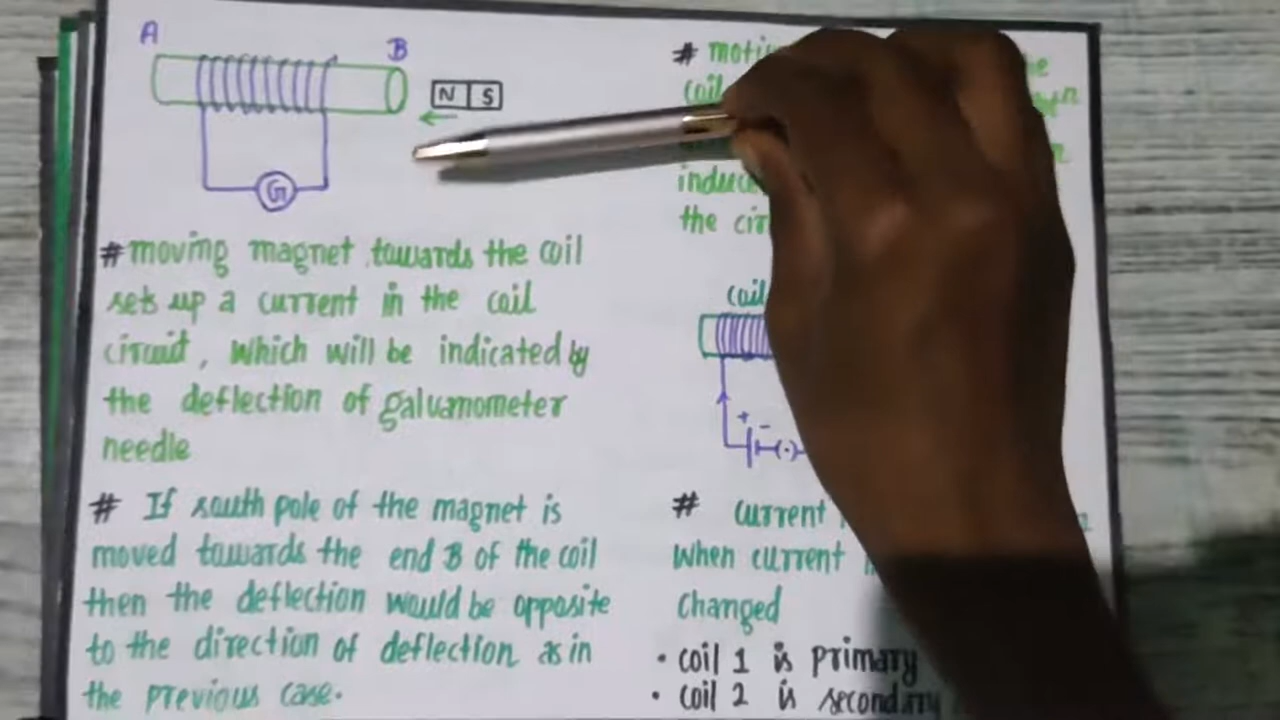 A
B
N S
G
#moving magnet towards the coil
sets up a current in the coil
circuit, which will be indicated by
the deflection of galvanometer
needle
# If south pole of the magnet is
moved towards the end B of the coil
then the deflection would be opposite
to the direction of deflection as in
the previous case.
#
coil
the
coil
+ -
# current
when current
changed
• coil 1 is primary
• coil 2 is secondary